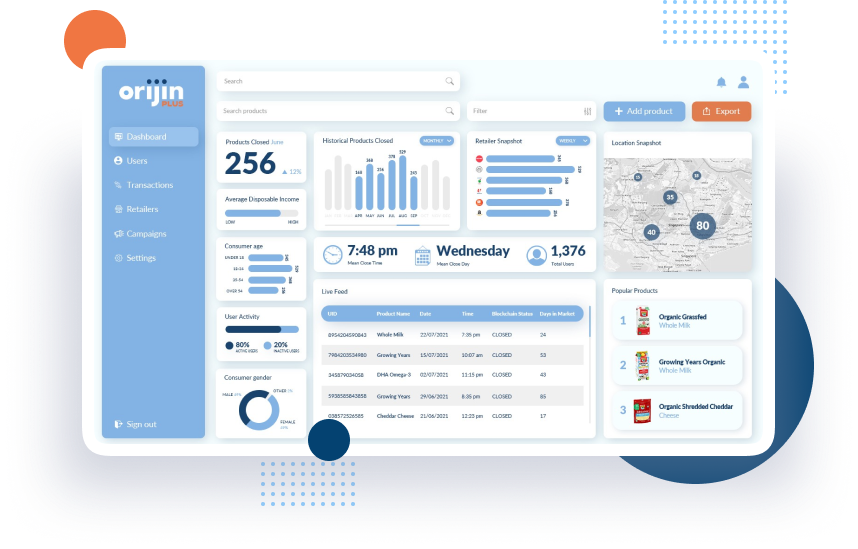 orijin
PLUS
Dashboard
Users
Transactions
Retailers
Campaigns
Settings
Sign out
Search
Search products
Filter
Add product
Export
Products Closed June
256
12%
Average Disposable Income
LOW HIGH
Consumer age
UNDER 18
18-34
35-54
OVER 54
User Activity
80%
ACTIVE USERS
20%
INACTIVE USERS
Consumer gender
MALE
OTHER
FEMALE
Historical Products Closed
MONTHLY
168 368 256 378 529 245
APR MAY JUN JUL AUG SEP
Retailer Snapshot
WEEKLY
7:48 pm
Mean Close Time
Wednesday
Mean Close Day
1,376
Total Users
Live Feed
UID Product Name Date Time Blockchain Status Days in Market
8954204590843 Whole Milk 22/07/2021 7:35 pm CLOSED 24
7984203534980 Growing Years 15/07/2021 10:07 am CLOSED 53
345879034058 DHA Omega-3 02/07/2021 11:15 pm CLOSED 43
5938585843858 Growing Years 29/06/2021 8:35 pm CLOSED 85
038572526585 Cheddar Cheese 21/06/2021 12:23 pm CLOSED 17
Location Snapshot
35
40
80
Popular Products
1
Organic Grassfed
Whole Milk
2
Growing Years Organic
Whole Milk
3
Organic Shredded Cheddar
Cheese